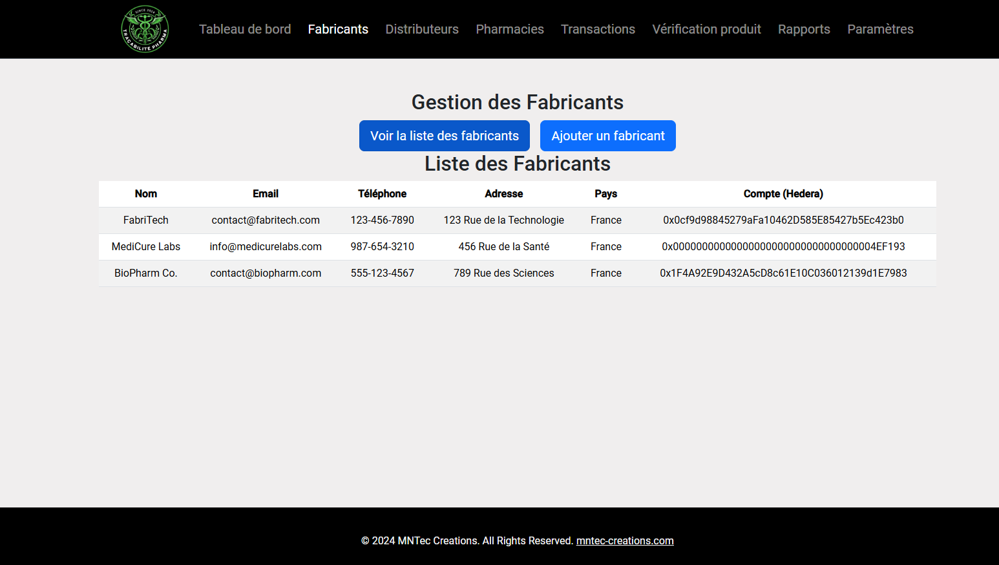 SINCE 2024
TRACABILITE PHARMA
Tableau de bord Fabricants Distributeurs Pharmacies Transactions Vérification produit Rapports Paramètres
Gestion des Fabricants
Voir la liste des fabricants Ajouter un fabricant
Liste des Fabricants
Nom Email Téléphone Adresse Pays Compte (Hedera)
FabriTech contact@fabritech.com 123-456-7890 123 Rue de la Technologie France 0x0cf9d98845279aFa10462D585E85427b5Ec423b0
MediCure Labs info@medicurelabs.com 987-654-3210 456 Rue de la Santé France 0x000000000000000000000000000000000004EF193
BioPharm Co. contact@biopharm.com 555-123-4567 789 Rue des Sciences France 0x1F4A92E9D432A5cD8c61E10C036012139d1E7983
© 2024 MNTec Creations. All Rights Reserved. mntec-creations.com